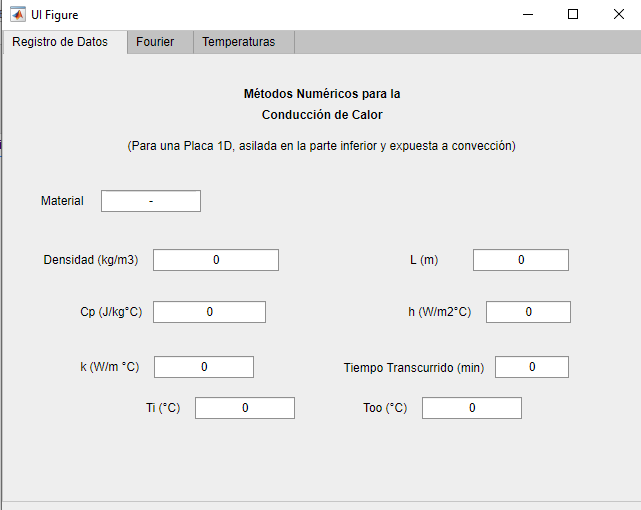 UI Figure
Registro de Datos Fourier Temperaturas
Métodos Numéricos para la
Conducción de Calor
(Para una Placa 1D, asilada en la parte inferior y expuesta a convección)
Material -
Densidad (kg/m3) 0 L (m) 0
Cp (J/kg°C) 0 h (W/m2°C) 0
k (W/m °C) 0 Tiempo Transcurrido (min) 0
Ti (°C) 0 Too (°C) 0